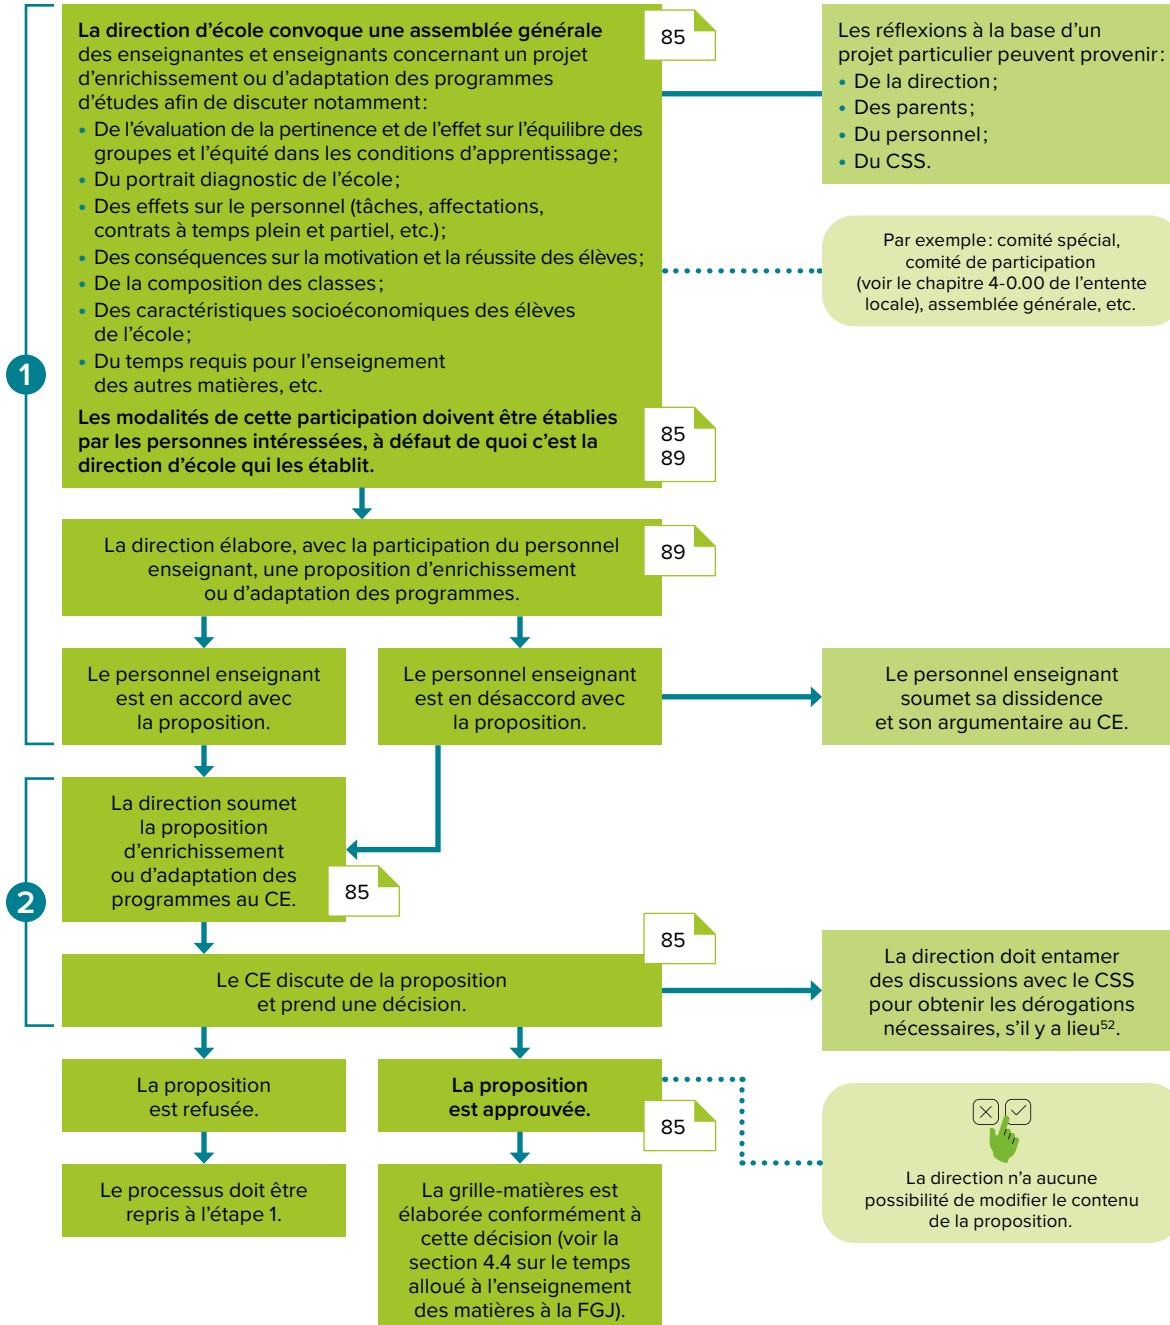 La direction d'école convoque une assemblée générale
des enseignantes et enseignants concernant un projet
d'enrichissement ou d'adaptation des programmes
d'études afin de discuter notamment :
• De l'évaluation de la pertinence et de l'effet sur l'équilibre des
groupes et l'équité dans les conditions d'apprentissage ;
• Du portrait diagnostic de l'école ;
• Des effets sur le personnel (tâches, affectations,
contrats à temps plein et partiel, etc.) ;
• Des conséquences sur la motivation et la réussite des élèves ;
• De la composition des classes ;
• Des caractéristiques socioéconomiques des élèves
de l'école ;
• Du temps requis pour l'enseignement
des autres matières, etc.
Les modalités de cette participation doivent être établies
par les personnes intéressées, à défaut de quoi c'est la
direction d'école qui les établit.
85
85
89
Les réflexions à la base d'un
projet particulier peuvent provenir :
• De la direction ;
• Des parents ;
• Du personnel ;
• Du CSS.
Par exemple : comité spécial,
comité de participation
(voir le chapitre 4-0.00 de l'entente
locale), assemblée générale, etc.
1
La direction élabore, avec la participation du personnel
enseignant, une proposition d'enrichissement
ou d'adaptation des programmes.
89
Le personnel enseignant
est en accord avec
la proposition.
Le personnel enseignant
est en désaccord avec
la proposition.
Le personnel enseignant
soumet sa dissidence
et son argumentaire au CE.
2
La direction soumet
la proposition
d'enrichissement
ou d'adaptation des
programmes au CE.
85
Le CE discute de la proposition
et prend une décision.
85
La direction doit entamer
des discussions avec le CSS
pour obtenir les dérogations
nécessaires, s'il y a lieu⁵².
La proposition
est refusée.
La proposition
est approuvée.
85
La direction n'a aucune
possibilité de modifier le contenu
de la proposition.
Le processus doit être
repris à l'étape 1.
La grille-matières est
élaborée conformément à
cette décision (voir la
section 4.4 sur le temps
alloué à l'enseignement
des matières à la FGJ).